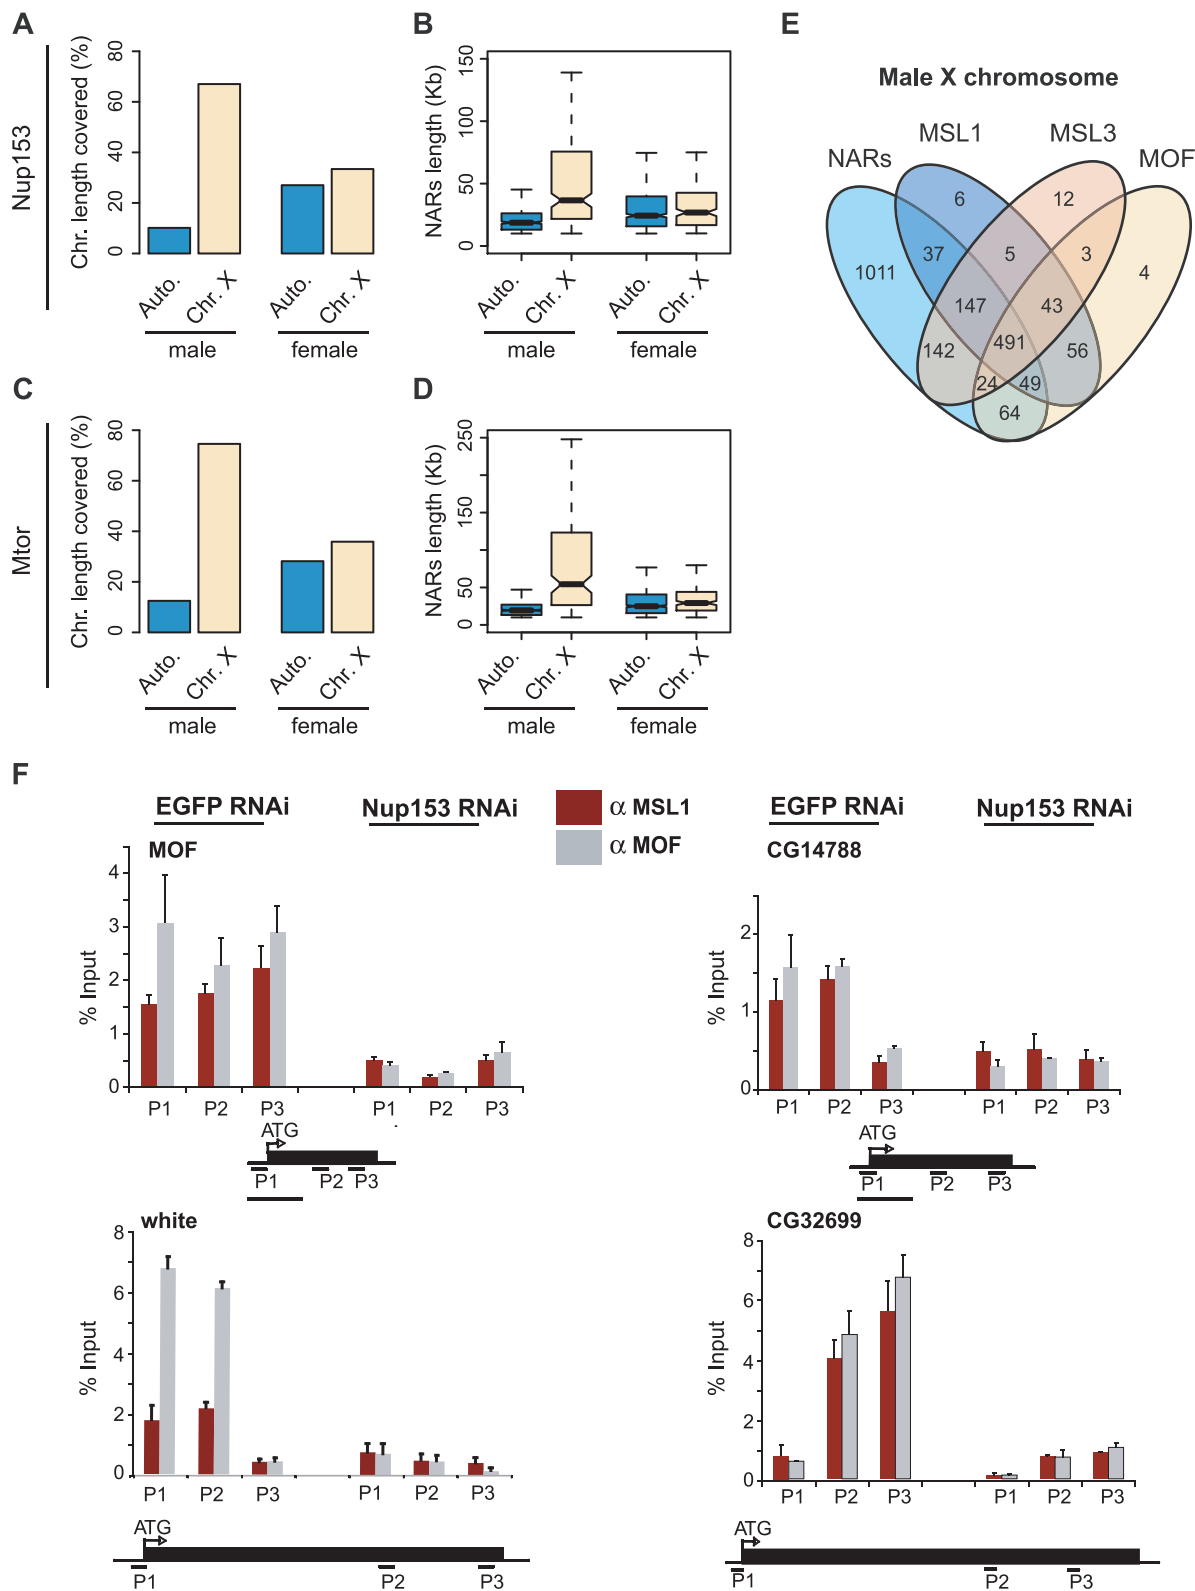 A
Nup153
Chr. length covered (%)
80
60
40
20
0
Auto.
Chr. X
Auto.
Chr. X
male
female
B
NARs length (Kb)
150
100
50
0
Auto.
Chr. X
Auto.
Chr. X
male
female
E
Male X chromosome
NARs
MSL1
MSL3
MOF
6
12
37
5
3
1011
4
147
43
142
491
56
24
49
64
C
Mtor
Chr. length covered (%)
80
60
40
20
0
Auto.
Chr. X
Auto.
Chr. X
male
female
D
NARs length (Kb)
250
150
50
0
Auto.
Chr. X
Auto.
Chr. X
male
female
F
EGFP RNAi
Nup153 RNAi
α MSL1
α MOF
EGFP RNAi
Nup153 RNAi
MOF
% Input
4
3
2
1
0
P1 P2 P3 P1 P2 P3
ATG
P1 P2 P3
CG14788
% Input
2
1
0
P1 P2 P3 P1 P2 P3
ATG
P1 P2 P3
white
% Input
8
6
4
2
0
P1 P2 P3 P1 P2 P3
ATG
P1 P2 P3
CG32699
% Input
8
6
4
2
0
P1 P2 P3 P1 P2 P3
ATG
P1 P2 P3